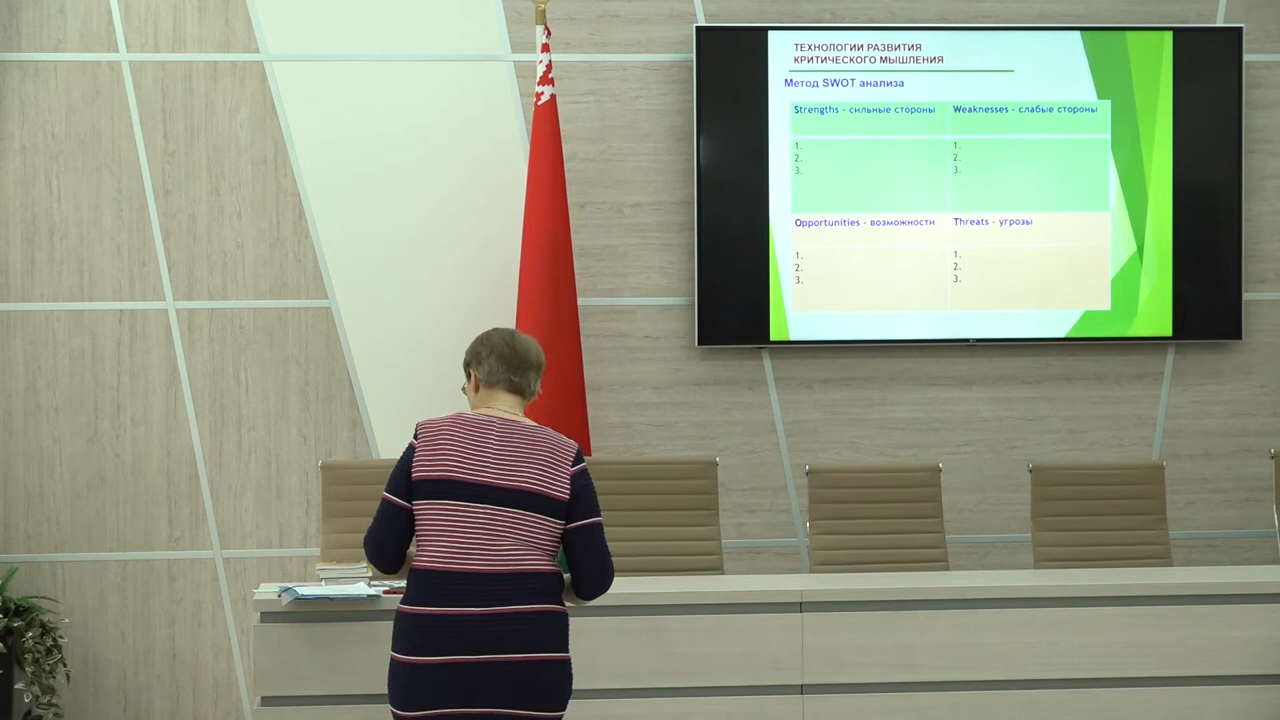 ТЕХНОЛОГИИ РАЗВИТИЯ
КРИТИЧЕСКОГО МЫШЛЕНИЯ
Метод SWOT анализа
Strengths - сильные стороны
Weaknesses - слабые стороны
1.
2.
3.
1.
2.
3.
Opportunities - возможности
Threats - угрозы
1.
2.
3.
1.
2.
3.